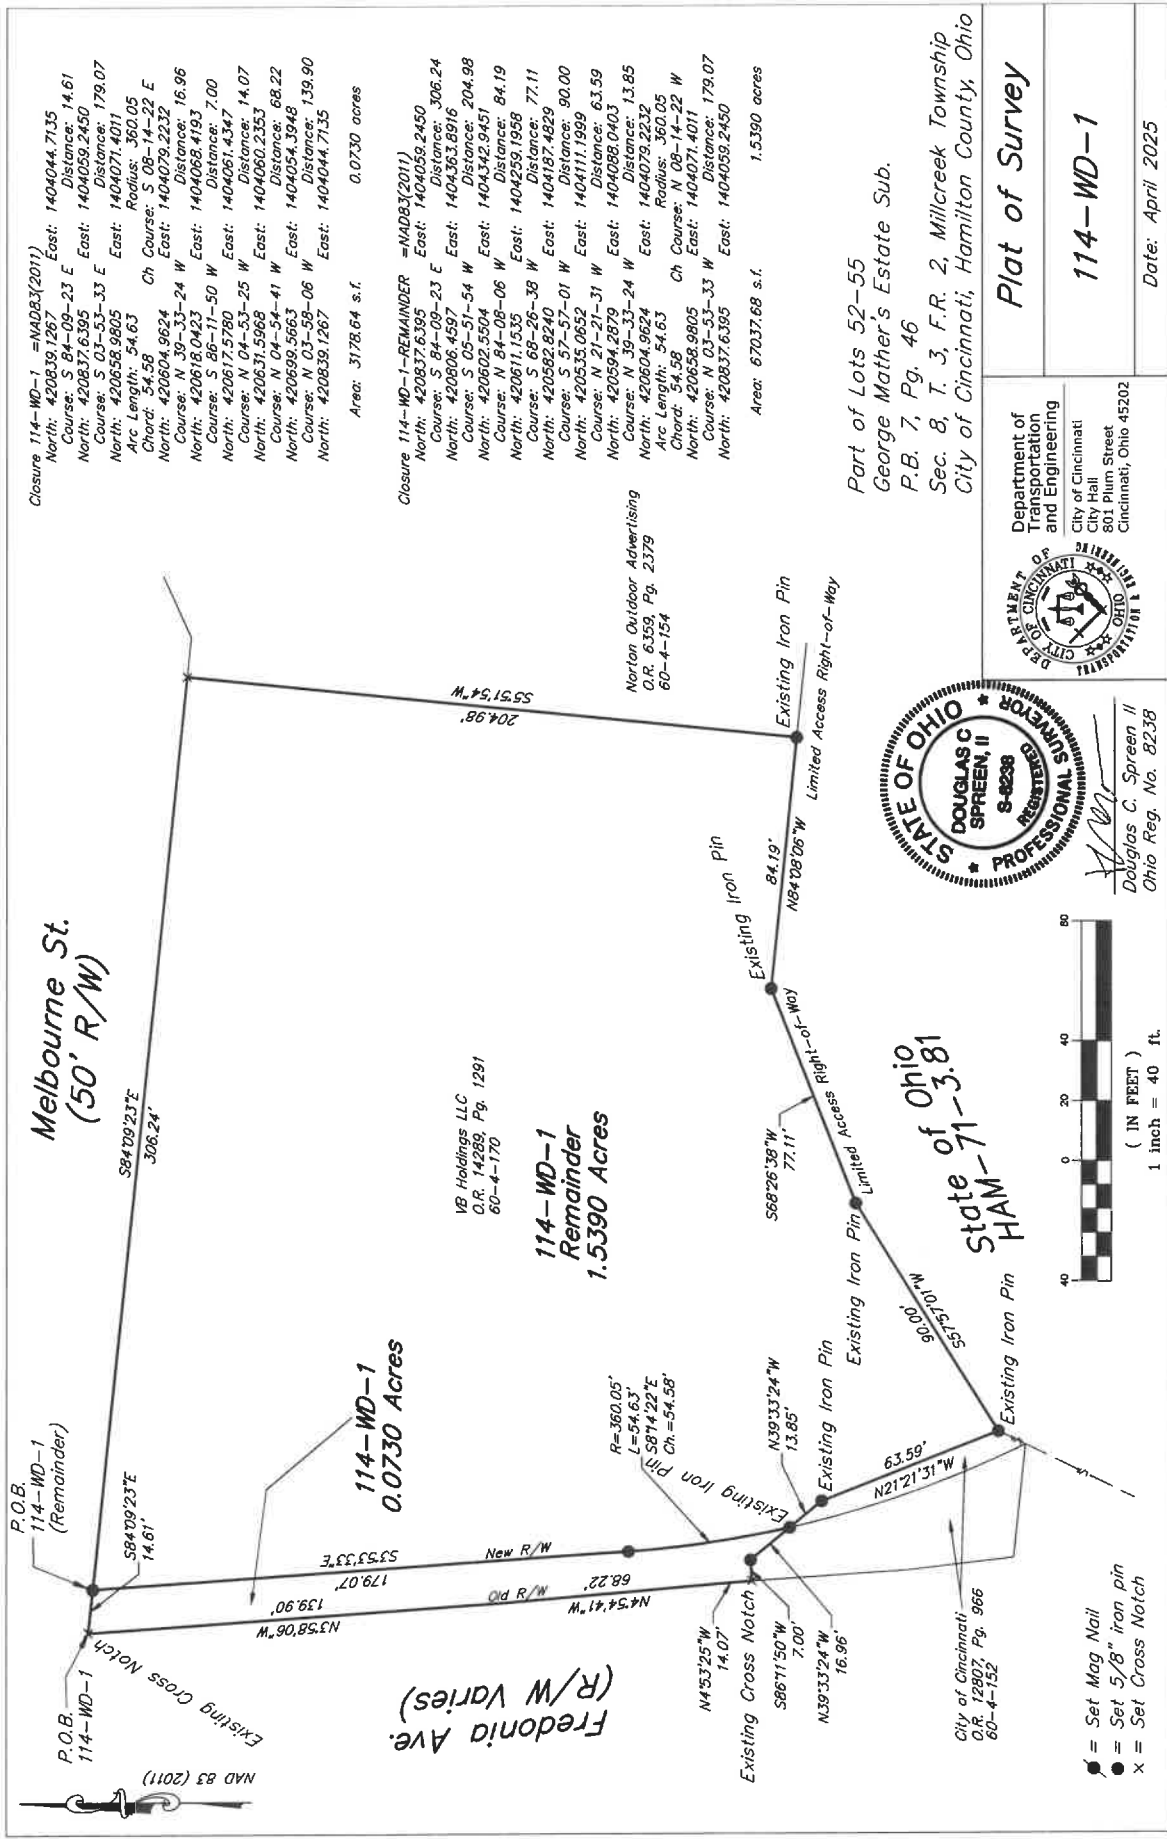 Closure 114-WD-1 =NAD83(2011)
North: 420839.1267 East: 1404044.7135
Course: S 84-09-23 E Distance: 14.61
North: 420837.6395 East: 1404059.2450
Course: S 03-53-33 E Distance: 179.07
North: 420658.9805 East: 1404071.4011
Arc Length: 54.63 Radius: 360.05
Chord: 54.58 Ch Course: S 08-14-22 E
North: 420604.9624 East: 1404079.2232
Course: N 39-33-24 W Distance: 16.96
North: 420618.0423 East: 1404068.4193
Course: S 86-11-50 W Distance: 7.00
North: 420617.5780 East: 1404061.4347
Course: N 04-53-25 W Distance: 14.07
North: 420631.5968 East: 1404060.2353
Course: N 04-54-41 W Distance: 68.22
North: 420699.5663 East: 1404054.3948
Course: N 03-58-06 W Distance: 139.90
North: 420839.1267 East: 1404044.7135
Area: 3178.64 s.f. 0.0730 acres
Closure 114-WD-1-REMAINDER =NAD83(2011)
North: 420837.6395 East: 1404059.2450
Course: S 84-09-23 E Distance: 306.24
North: 420806.4597 East: 1404363.8916
Course: S 05-51-54 W Distance: 204.98
North: 420602.5504 East: 1404342.9451
Course: N 84-08-06 W Distance: 84.19
North: 420611.1535 East: 1404259.1958
Course: S 68-26-38 W Distance: 77.11
North: 420582.8240 East: 1404187.4829
Course: S 57-57-01 W Distance: 90.00
North: 420535.0652 East: 1404111.1999
Course: N 21-21-31 W Distance: 63.59
North: 420594.2879 East: 1404088.0403
Course: N 39-33-24 W Distance: 13.85
North: 420604.9624 East: 1404079.2232
Arc Length: 54.63 Radius: 360.05
Chord: 54.58 Ch Course: N 08-14-22 W
North: 420658.9805 East: 1404071.4011
Course: N 03-53-33 W Distance: 179.07
North: 420837.6395 East: 1404059.2450
Area: 67037.68 s.f. 1.5390 acres
Melbourne St.
(50' R/W)
S84°09'23"E
306.24'
P.O.B.
114-WD-1
(Remainder)
S84°09'23"E
14.61'
P.O.B.
114-WD-1
Existing Cross Notch
NAD 83 (2011)
Fredonia Ave.
(R/W Varies)
N3°58'06"W
139.90'
179.07'
S3°53'33"E
New R/W
Old R/W
68.22'
N4°54'41"W
114-WD-1
0.0730 Acres
VB Holdings LLC
O.R. 14289, Pg. 1291
60-4-170
114-WD-1
Remainder
1.5390 Acres
204.98'
S5°51'54"W
Norton Outdoor Advertising
O.R. 6359, Pg. 2379
60-4-154
Existing Iron Pin
Limited Access Right-of-Way
84.19'
N84°08'06"W
Existing Iron Pin
S68°26'38"W
77.11'
Limited Access Right-of-Way
Existing Iron Pin
90.00'
S57°57'01"W
Existing Iron Pin
63.59'
N21°21'31"W
Existing Iron Pin
N39°33'24"W
13.85'
R=360.05'
L=54.63'
S8°14'22"E
Ch.=54.58'
Existing Iron Pin
N4°53'25"W
14.07'
Existing Cross Notch
S86°11'50"W
7.00'
N39°33'24"W
16.96'
City of Cincinnati
O.R. 12807, Pg. 966
60-4-152
State of Ohio
HAM-71-3.81
= Set Mag Nail
= Set 5/8" iron pin
x = Set Cross Notch
40 0 20 40 80
( IN FEET )
1 inch = 40 ft.
STATE OF OHIO
DOUGLAS C
SPREEN, II
S-8238
REGISTERED
PROFESSIONAL SURVEYOR
Douglas C. Spreen II
Ohio Reg. No. 8238
Part of Lots 52-55
George Mather's Estate Sub.
P.B. 7, Pg. 46
Sec. 8, T. 3, F.R. 2, Millcreek Township
City of Cincinnati, Hamilton County, Ohio
DEPARTMENT OF
TRANSPORTATION & ENGINEERING
CITY OF CINCINNATI
OHIO
Department of
Transportation
and Engineering
City of Cincinnati
City Hall
801 Plum Street
Cincinnati, Ohio 45202
Plat of Survey
114-WD-1
Date: April 2025